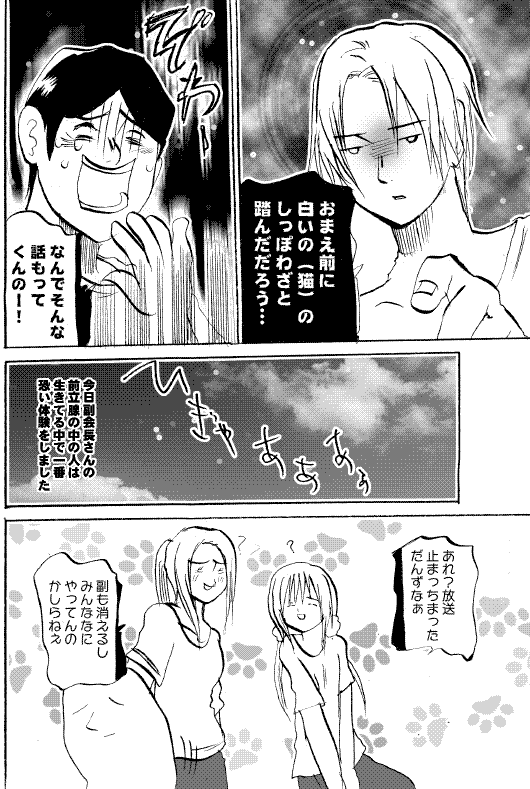 おまえ前に
白いの（猫）の
しっぽわざと
踏んだだろう…
ぞぞわー
なんでそんな
話もって
くんのー！！
ひぎゃあああぁ
今日副会長さんの
前立腺の中の人は
生きてる中で一番
恐い体験をしました
あれ？放送
止まっちまった
だんずなぁ
?
?
副も消えるし
みんななに
やってんの
かしらねぇ